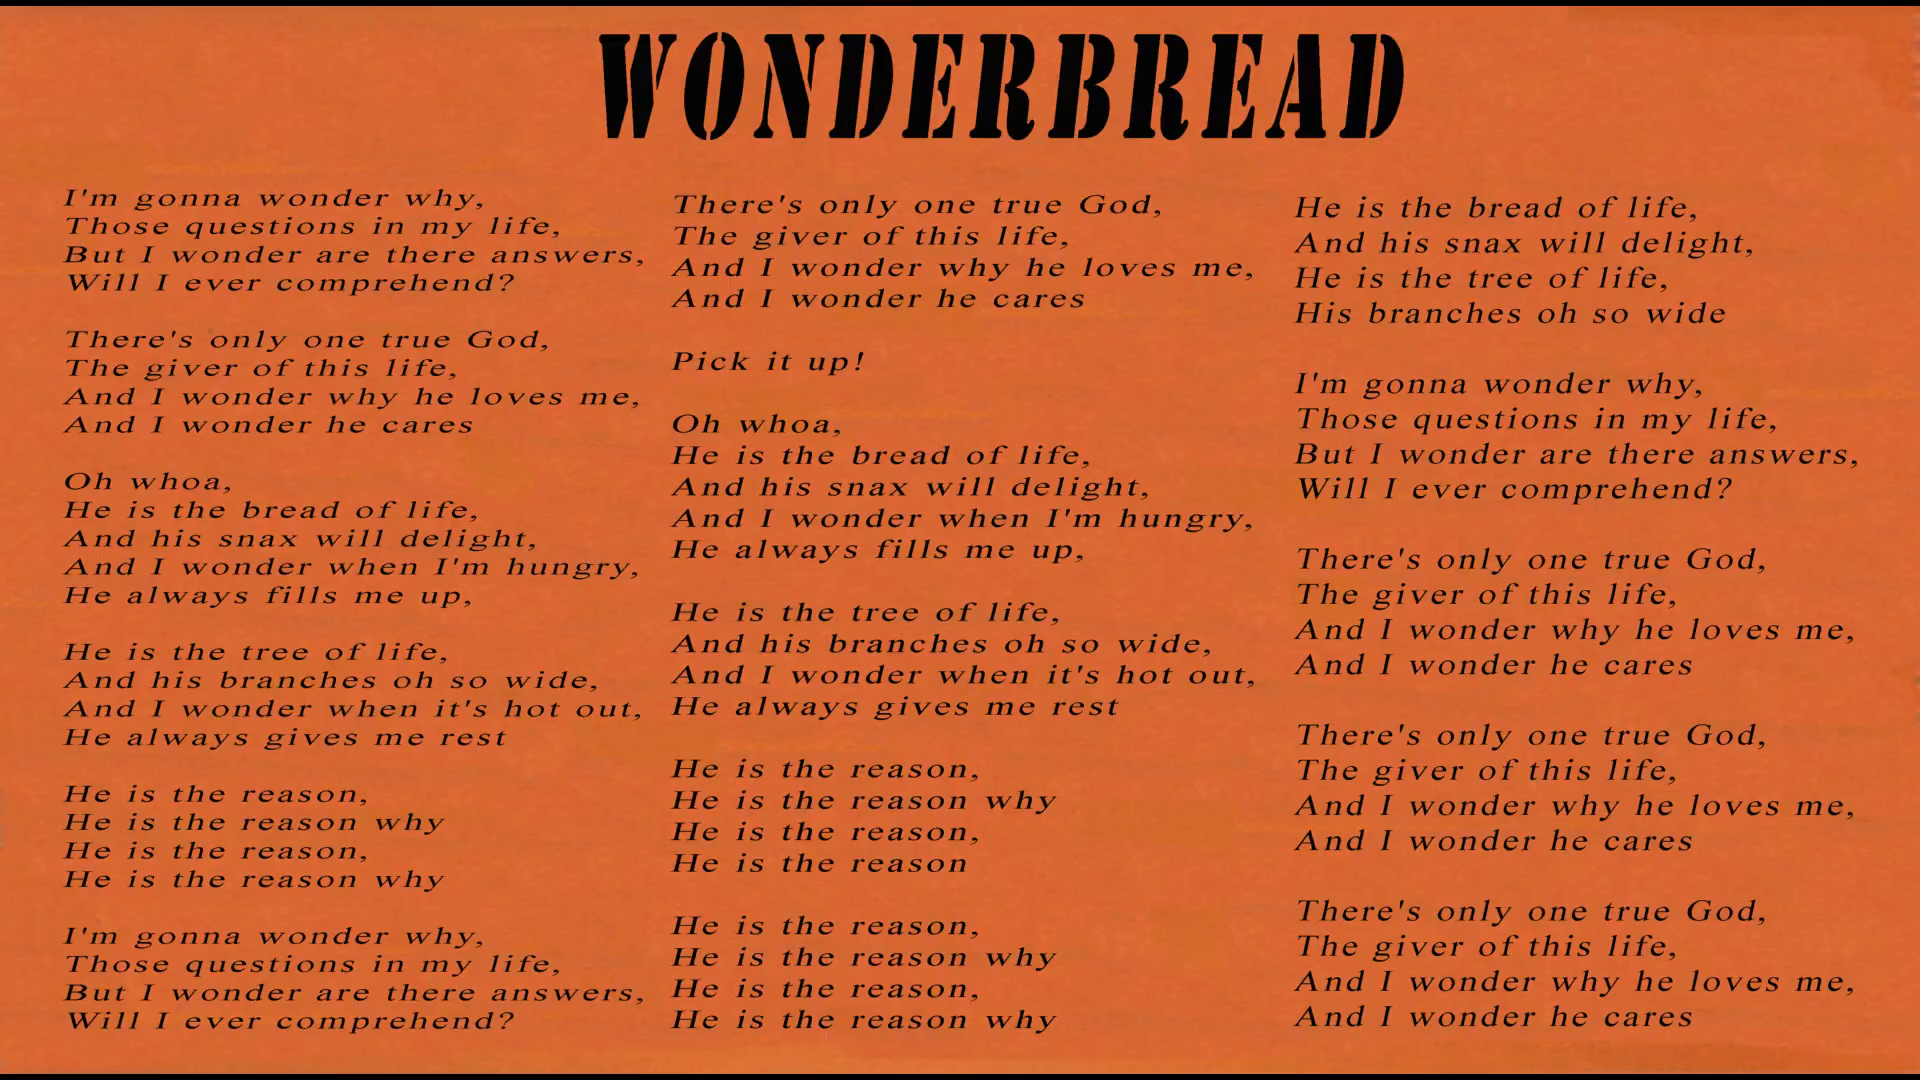 WONDERBREAD
I'm gonna wonder why,
Those questions in my life,
But I wonder are there answers,
Will I ever comprehend?
There's only one true God,
The giver of this life,
And I wonder why he loves me,
And I wonder he cares
Oh whoa,
He is the bread of life,
And his snax will delight,
And I wonder when I'm hungry,
He always fills me up,
He is the tree of life,
And his branches oh so wide,
And I wonder when it's hot out,
He always gives me rest
He is the reason,
He is the reason why
He is the reason,
He is the reason why
I'm gonna wonder why,
Those questions in my life,
But I wonder are there answers,
Will I ever comprehend?
There's only one true God,
The giver of this life,
And I wonder why he loves me,
And I wonder he cares
Pick it up!
Oh whoa,
He is the bread of life,
And his snax will delight,
And I wonder when I'm hungry,
He always fills me up,
He is the tree of life,
And his branches oh so wide,
And I wonder when it's hot out,
He always gives me rest
He is the reason,
He is the reason why
He is the reason,
He is the reason
He is the reason,
He is the reason why
He is the reason,
He is the reason why
He is the bread of life,
And his snax will delight,
He is the tree of life,
His branches oh so wide
I'm gonna wonder why,
Those questions in my life,
But I wonder are there answers,
Will I ever comprehend?
There's only one true God,
The giver of this life,
And I wonder why he loves me,
And I wonder he cares
There's only one true God,
The giver of this life,
And I wonder why he loves me,
And I wonder he cares
There's only one true God,
The giver of this life,
And I wonder why he loves me,
And I wonder he cares